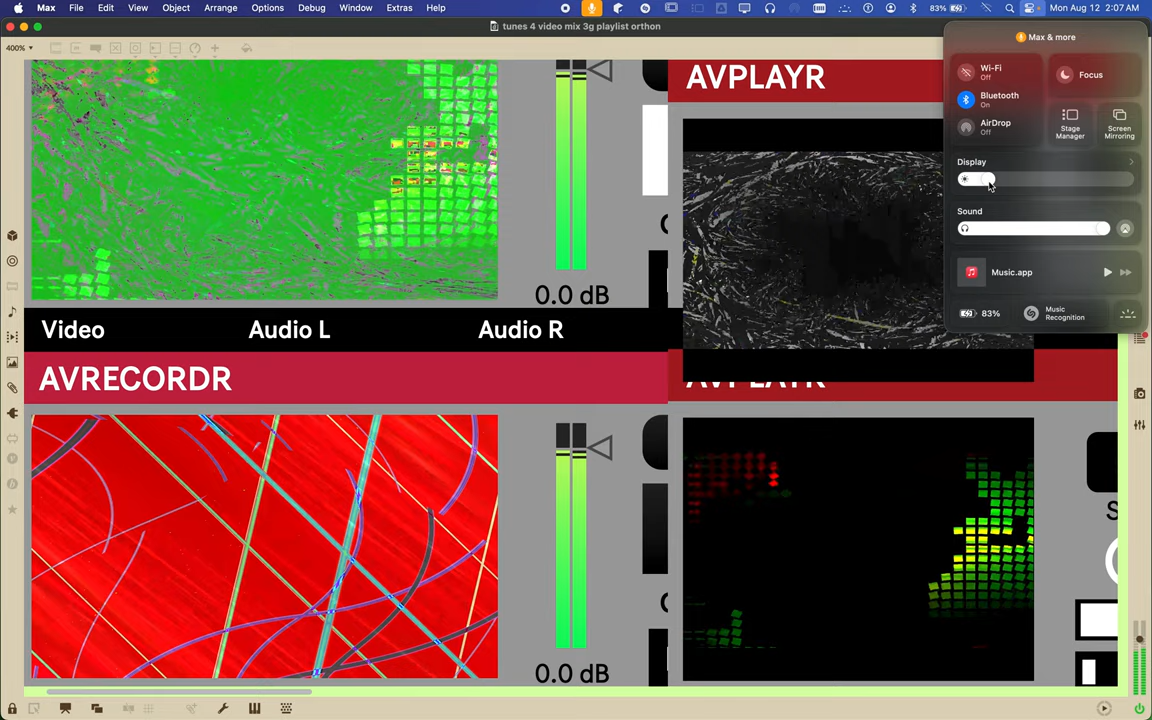 Max File Edit View Object Arrange Options Debug Window Extras Help 83% Mon Aug 12 2:07 AM
tunes 4 video mix 3g playlist orthon
400%
Max & more
Wi-Fi
Off
Focus
Bluetooth
On
AirDrop
Off
Stage
Manager
Screen
Mirroring
Display
Sound
Music.app
83%
Music
Recognition
AVPLAYR
0.0 dB
Video Audio L Audio R
AVRECORDR
AVPLAYR
0.0 dB